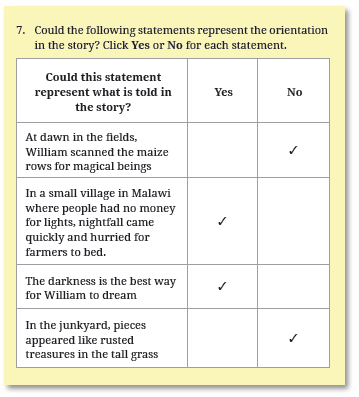 7. Could the following statements represent the orientation
in the story? Click Yes or No for each statement.
Could this statement
represent what is told in
the story?
Yes
No
At dawn in the fields,
William scanned the maize
rows for magical beings
✓
In a small village in Malawi
where people had no money
for lights, nightfall came
quickly and hurried for
farmers to bed.
✓
The darkness is the best way
for William to dream
✓
In the junkyard, pieces
appeared like rusted
treasures in the tall grass
✓